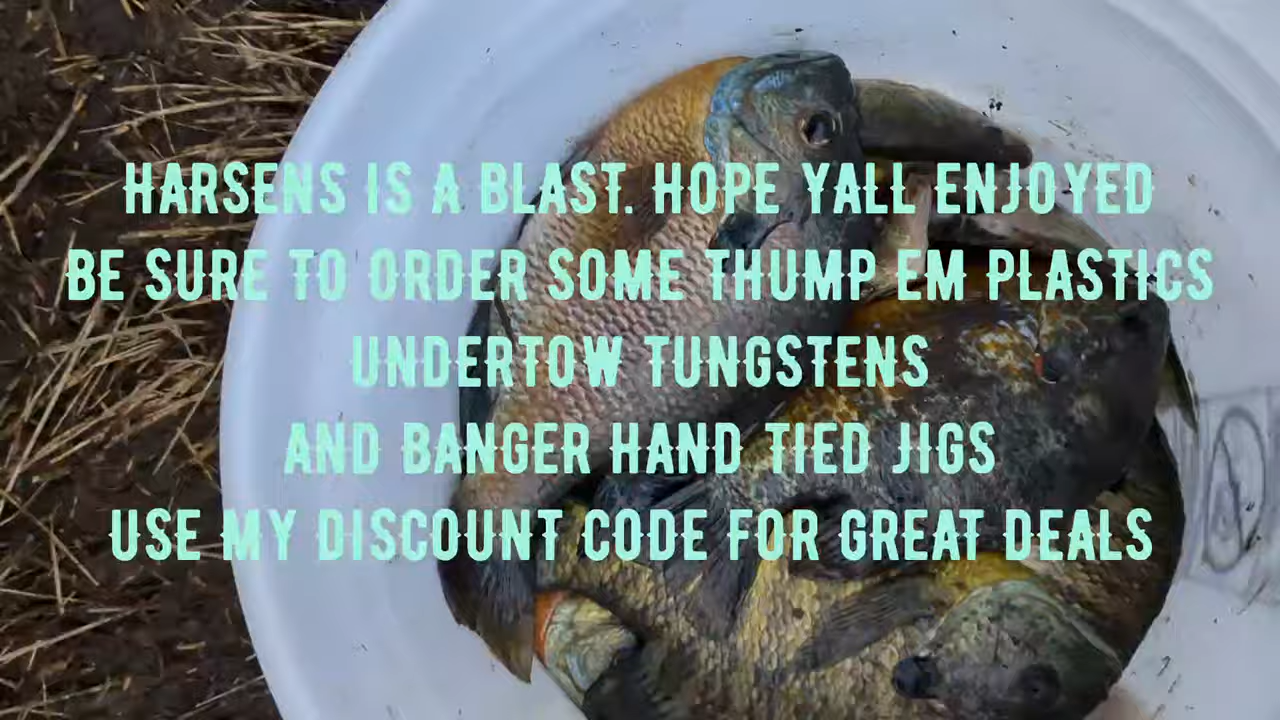 HARSENS IS A BLAST. HOPE YALL ENJOYED
BE SURE TO ORDER SOME THUMP EM PLASTICS
UNDERTOW TUNGSTENS
AND BANGER HAND TIED JIGS
USE MY DISCOUNT CODE FOR GREAT DEALS